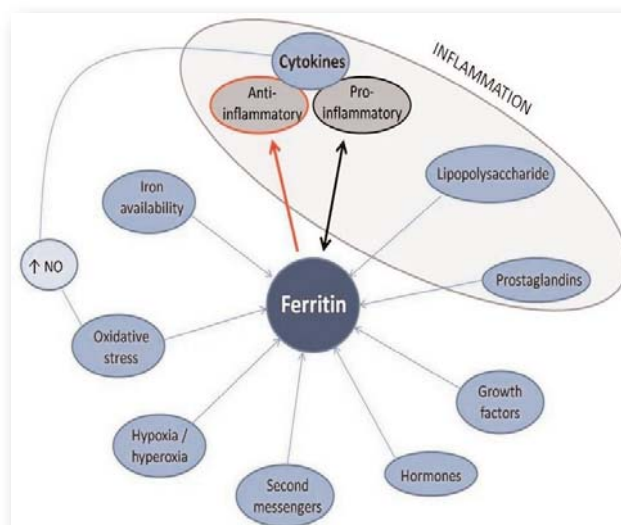 INFLAMMATION
Cytokines
Anti-
inflammatory
Pro-
inflammatory
Iron
availability
Lipopolysaccharide
↑ NO
Ferritin
Prostaglandins
Oxidative
stress
Growth
factors
Hypoxia /
hyperoxia
Second
messengers
Hormones